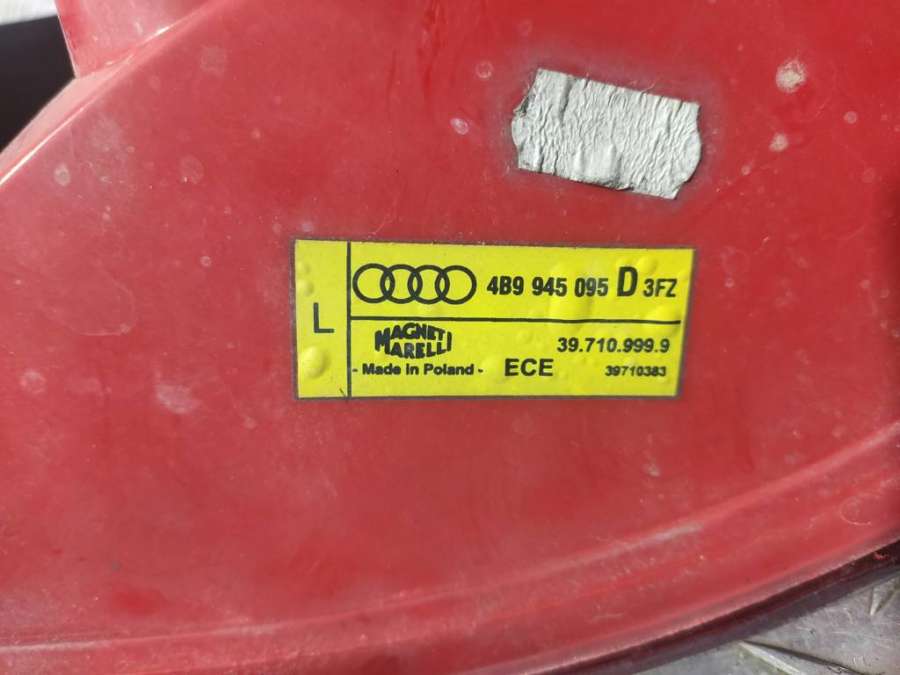 L
4B9 945 095 D 3FZ
MAGNETI
MARELLI
39.710.999.9
- Made in Poland - ECE 39710383